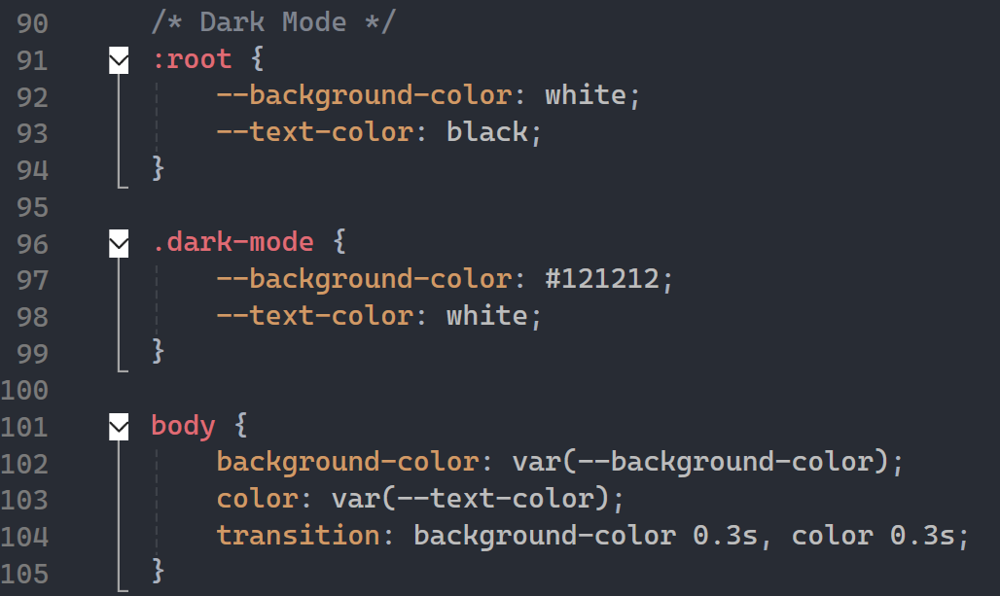 90 /* Dark Mode */
91 :root {
92 --background-color: white;
93 --text-color: black;
94 }
95
96 .dark-mode {
97 --background-color: #121212;
98 --text-color: white;
99 }
100
101 body {
102 background-color: var(--background-color);
103 color: var(--text-color);
104 transition: background-color 0.3s, color 0.3s;
105 }